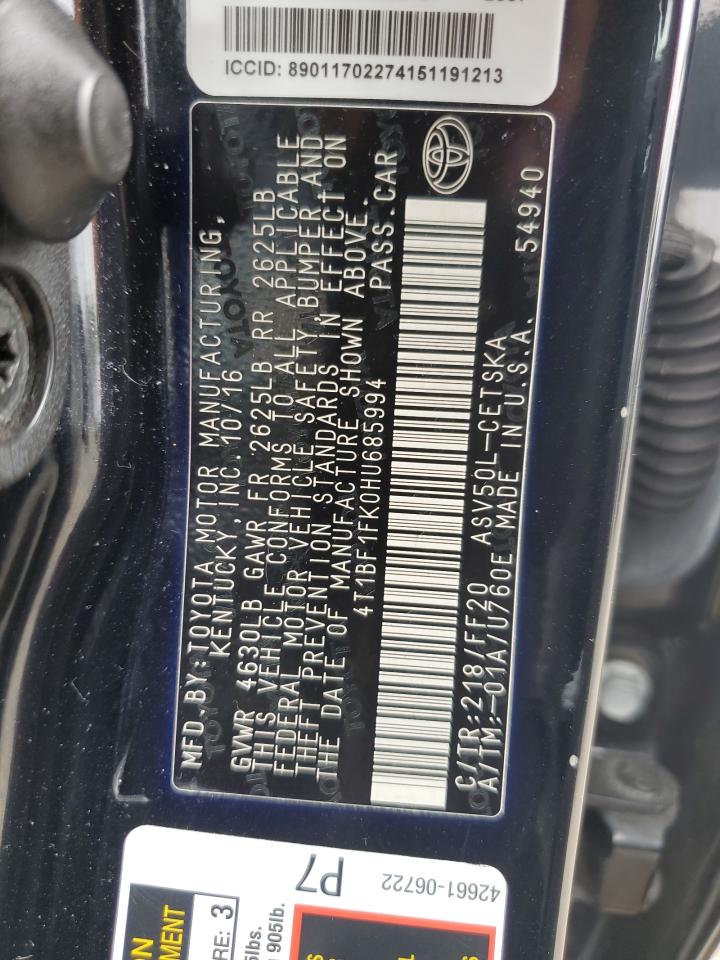 ICCID: 89011702274151191213
MFD.BY:TOYOTA MOTOR MANUFACTURING,
KENTUCKY, INC. 10/16
GVWR 4630LB GAWR FR 2625LB RR 2625LB
THIS VEHICLE CONFORMS TO ALL APPLICABLE
FEDERAL MOTOR VEHICLE SAFETY, BUMPER AND
THEFT PREVENTION STANDARDS IN EFFECT ON
THE DATE OF MANUFACTURE SHOWN ABOVE.
4T1BF1FK0HU685994 PASS.CAR
C/TR:218/FF20 ASV50L-CETSKA
A/TM:-01A/U760E MADE IN U.S.A. 54940
P7
42661-06722
RE: 3
905lb.